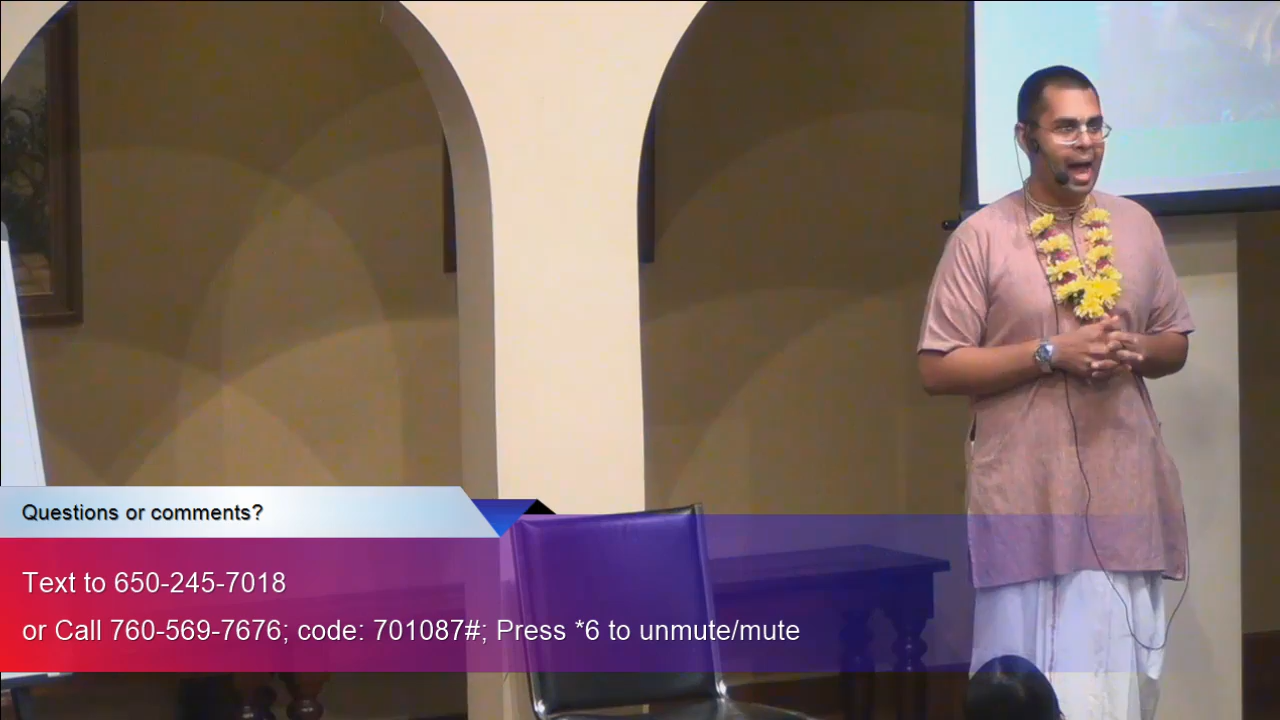 Questions or comments?
Text to 650-245-7018
or Call 760-569-7676; code: 701087#; Press *6 to unmute/mute